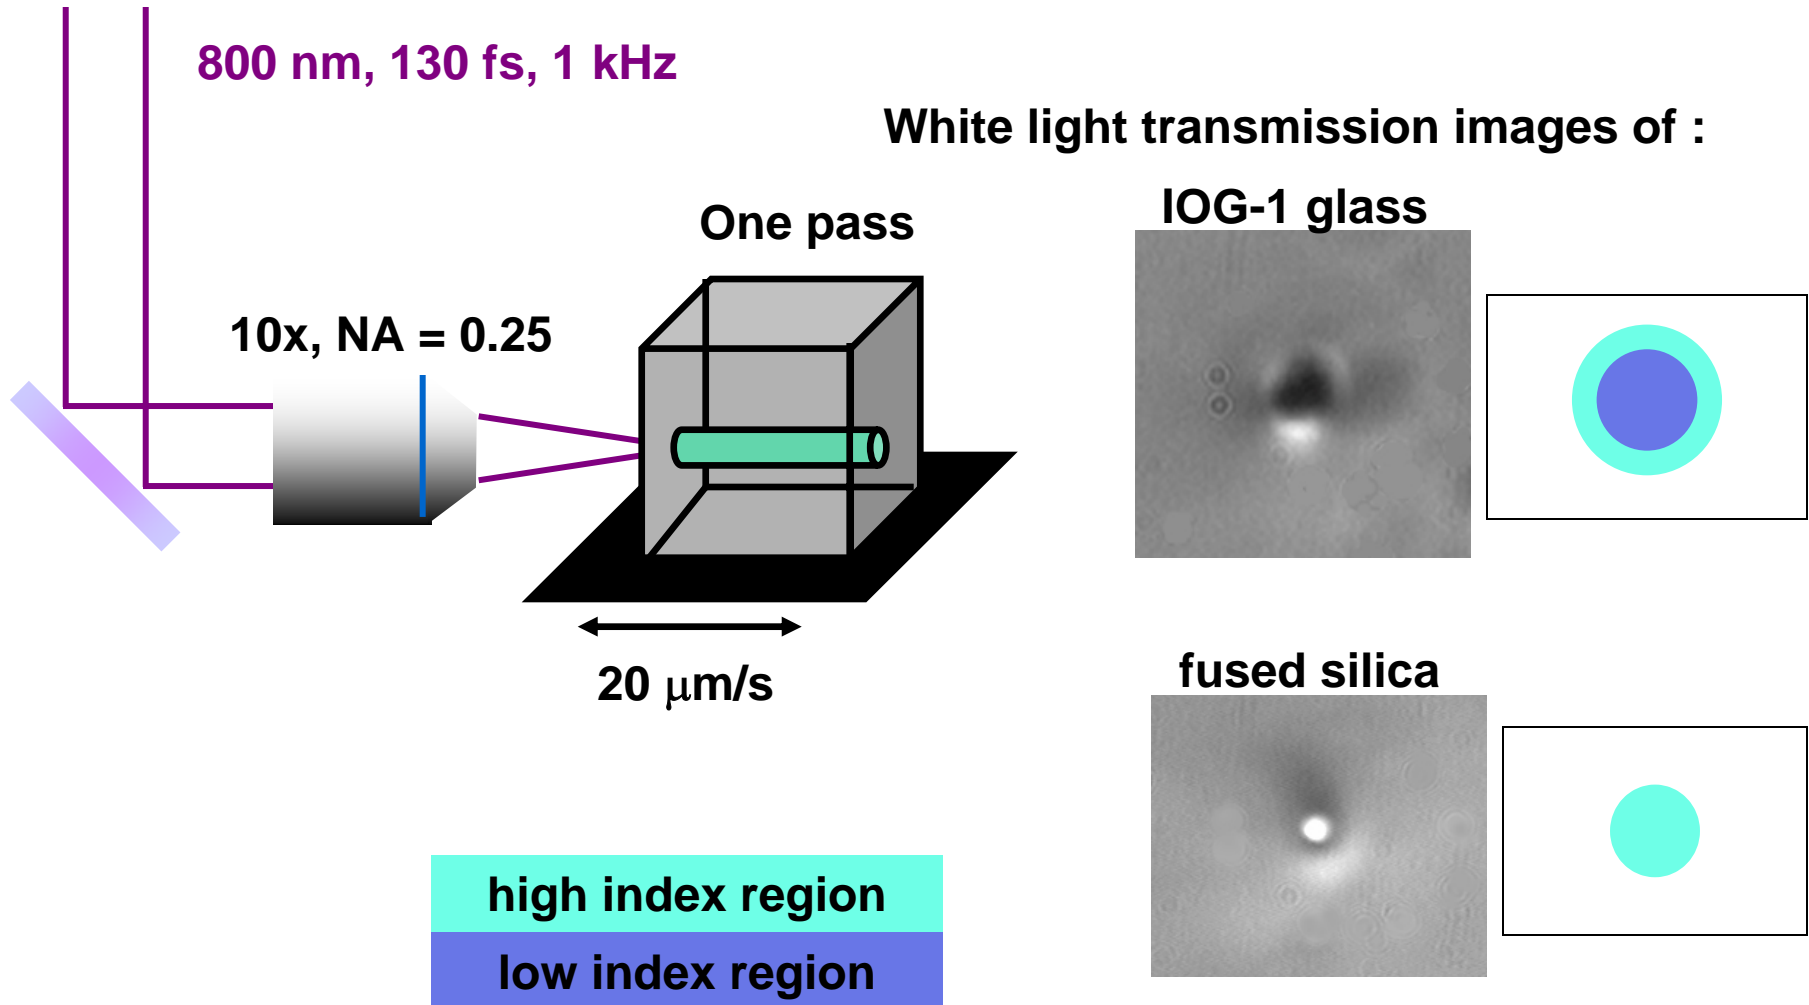 800 nm, 130 fs, 1 kHz
White light transmission images of :
IOG-1 glass
One pass
10x, NA = 0.25
20 μm/s
fused silica
high index region
low index region